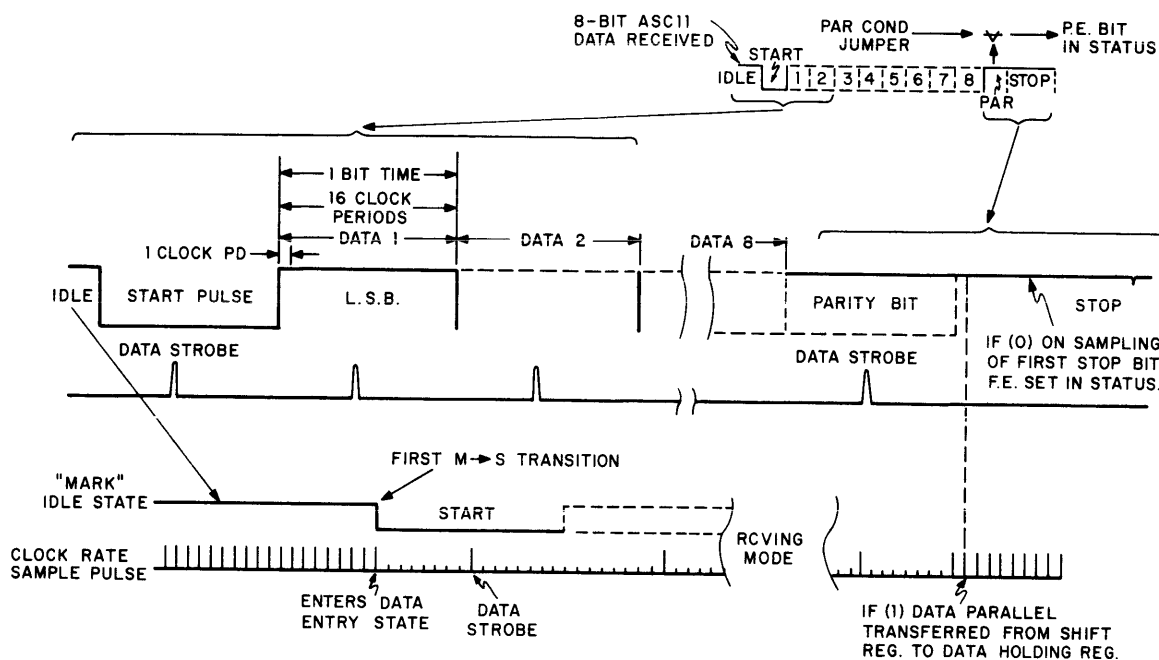 8-BIT ASC11
DATA RECEIVED
PAR COND
JUMPER
P.E. BIT
IN STATUS
START
IDLE
1 2 3 4 5 6 7 8
STOP
PAR
1 BIT TIME
16 CLOCK
PERIODS
DATA 1
DATA 2
DATA 8
1 CLOCK PD
IDLE
START PULSE
L.S.B.
PARITY BIT
STOP
IF (0) ON SAMPLING
OF FIRST STOP BIT
F.E. SET IN STATUS.
DATA STROBE
DATA STROBE
FIRST M→S TRANSITION
"MARK"
IDLE STATE
START
RCVING
MODE
CLOCK RATE
SAMPLE PULSE
ENTERS DATA
ENTRY STATE
DATA
STROBE
IF (1) DATA PARALLEL
TRANSFERRED FROM SHIFT
REG. TO DATA HOLDING REG.